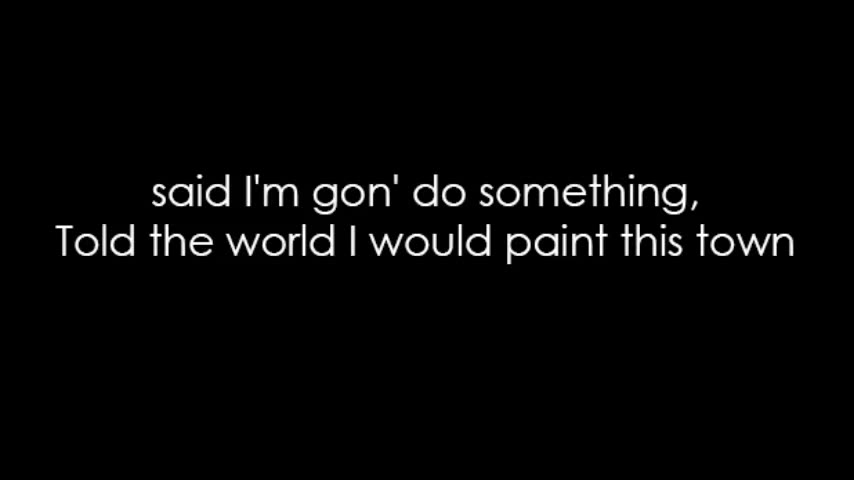 said I'm gon' do something,
Told the world I would paint this town